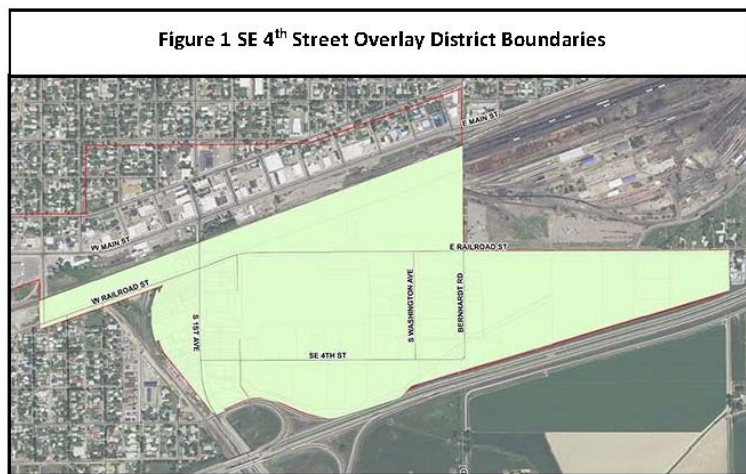 Figure 1 SE 4th Street Overlay District Boundaries
E MAIN ST
W MAIN ST
E RAILROAD ST
W RAILROAD ST
S 1ST AVE
S WASHINGTON AVE
BERNHARDT RD
SE 4TH ST